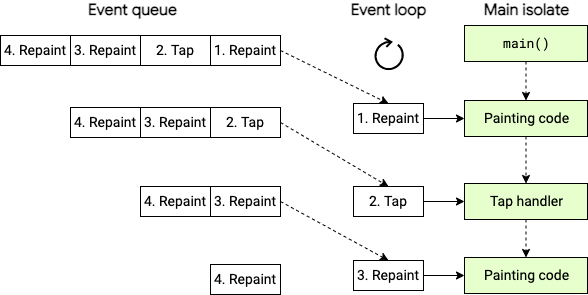 Event queue Event loop Main isolate
4. Repaint 3. Repaint 2. Tap 1. Repaint main()
1. Repaint Painting code
4. Repaint 3. Repaint 2. Tap
2. Tap Tap handler
4. Repaint 3. Repaint
3. Repaint Painting code
4. Repaint